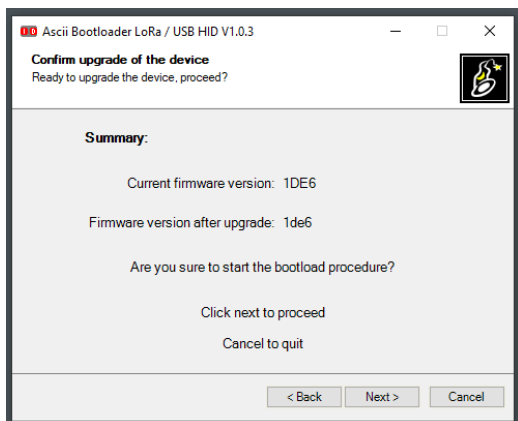 Ascii Bootloader LoRa / USB HID V1.0.3
Confirm upgrade of the device
Ready to upgrade the device, proceed?
Summary:
Current firmware version: 1DE6
Firmware version after upgrade: 1de6
Are you sure to start the bootload procedure?
Click next to proceed
Cancel to quit
< Back Next > Cancel